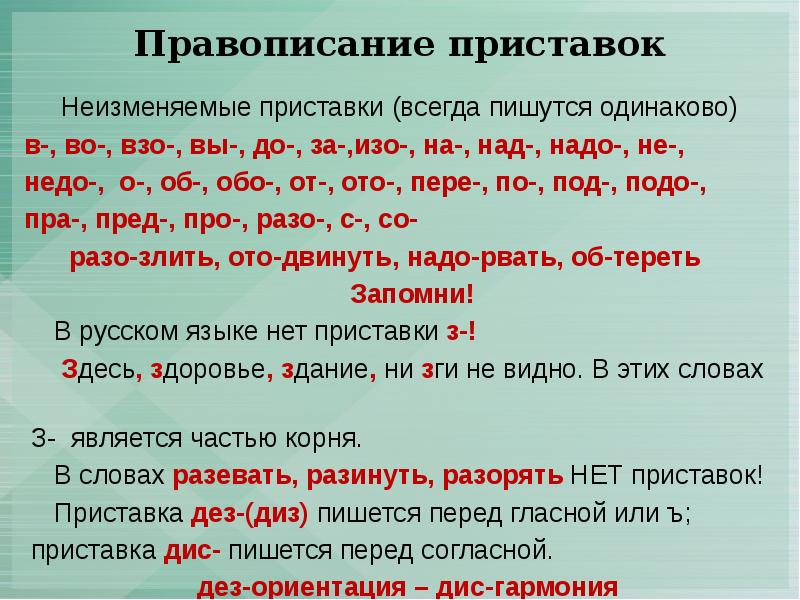 Правописание приставок
Неизменяемые приставки (всегда пишутся одинаково)
в-, во-, взо-, вы-, до-, за-,изо-, на-, над-, надо-, не-,
недо-, о-, об-, обо-, от-, ото-, пере-, по-, под-, подо-,
пра-, пред-, про-, разо-, с-, со-
разо-злить, ото-двинуть, надо-рвать, об-тереть
Запомни!
В русском языке нет приставки з-!
Здесь, здоровье, здание, ни зги не видно. В этих словах
З- является частью корня.
В словах разевать, разинуть, разорять НЕТ приставок!
Приставка дез-(диз) пишется перед гласной или ъ;
приставка дис- пишется перед согласной.
дез-ориентация – дис-гармония